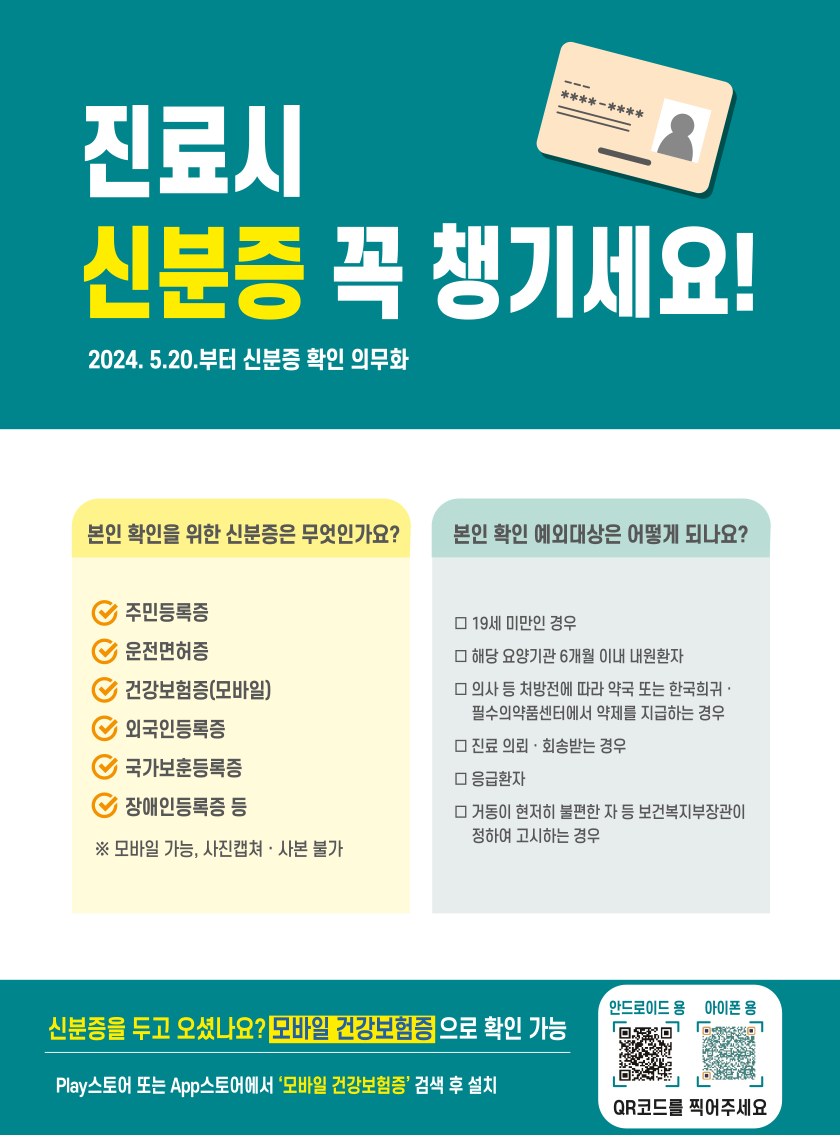 ---
****-****
진료시
신분증 꼭 챙기세요!
2024. 5.20.부터 신분증 확인 의무화
본인 확인을 위한 신분증은 무엇인가요?
주민등록증
운전면허증
건강보험증(모바일)
외국인등록증
국가보훈등록증
장애인등록증 등
※ 모바일 가능, 사진캡쳐 · 사본 불가
본인 확인 예외대상은 어떻게 되나요?
□ 19세 미만인 경우
□ 해당 요양기관 6개월 이내 내원환자
□ 의사 등 처방전에 따라 약국 또는 한국희귀 ·
필수의약품센터에서 약제를 지급하는 경우
□ 진료 의뢰 · 회송받는 경우
□ 응급환자
□ 거동이 현저히 불편한 자 등 보건복지부장관이
정하여 고시하는 경우
신분증을 두고 오셨나요? 모바일 건강보험증 으로 확인 가능
Play스토어 또는 App스토어에서 '모바일 건강보험증' 검색 후 설치
안드로이드 용 아이폰 용
QR코드를 찍어주세요